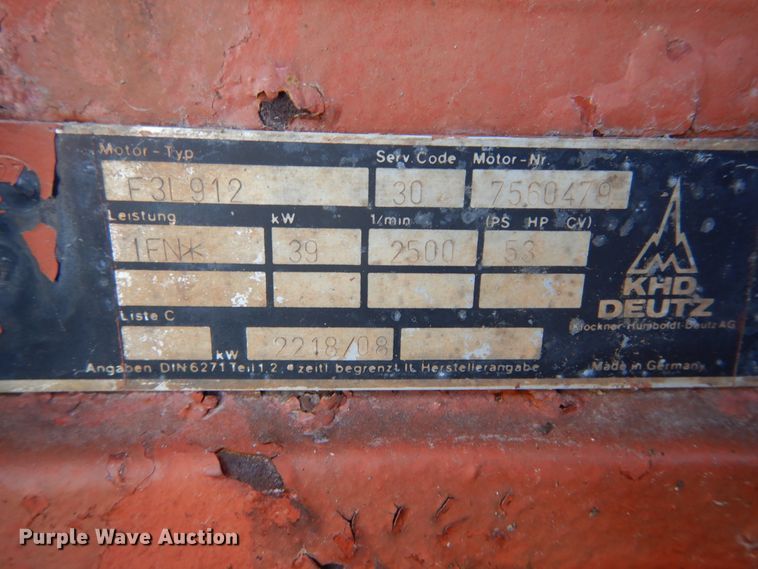 Motor-Typ Serv.Code Motor-Nr.
F3L912 30 7560479
Leistung kW 1/min (PS HP CV)
IFN* 39 2500 53
KHD
DEUTZ
Klöckner-Humboldt-Deutz AG
Liste C
kW 2218/08
Angaben DIN 6271 Teil 1.2. * zeitl. begrenzt lt. Herstellerangabe
Made in Germany
Purple Wave Auction